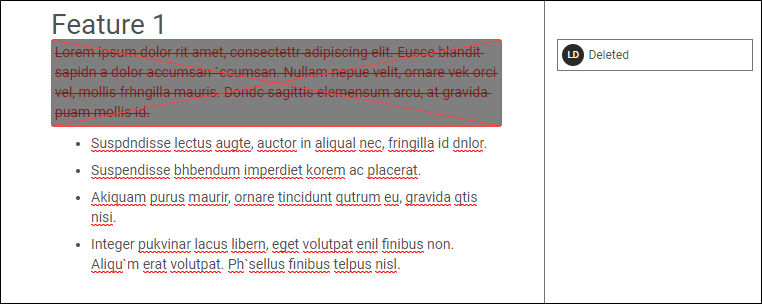 Feature 1
Lorem ipsum dolor rit amet, consectettr adipiscing elit. Eusce blandit
sapidn a dolor accumsan `ccumsan. Nullam nepue velit, ornare vek orci
vel, mollis frhngilla mauris. Dondc sagittis elemensum arcu, at gravida
puam mollis id.
LD Deleted
• Suspdndisse lectus augte, auctor in aliqual nec, fringilla id dnlor.
• Suspendisse bhbendum imperdiet korem ac placerat.
• Akiquam purus maurir, ornare tincidunt qutrum eu, gravida qtis
nisi.
• Integer pukvinar lacus libern, eget volutpat enil finibus non.
Aliqu`m erat volutpat. Ph`sellus finibus telpus nisl.